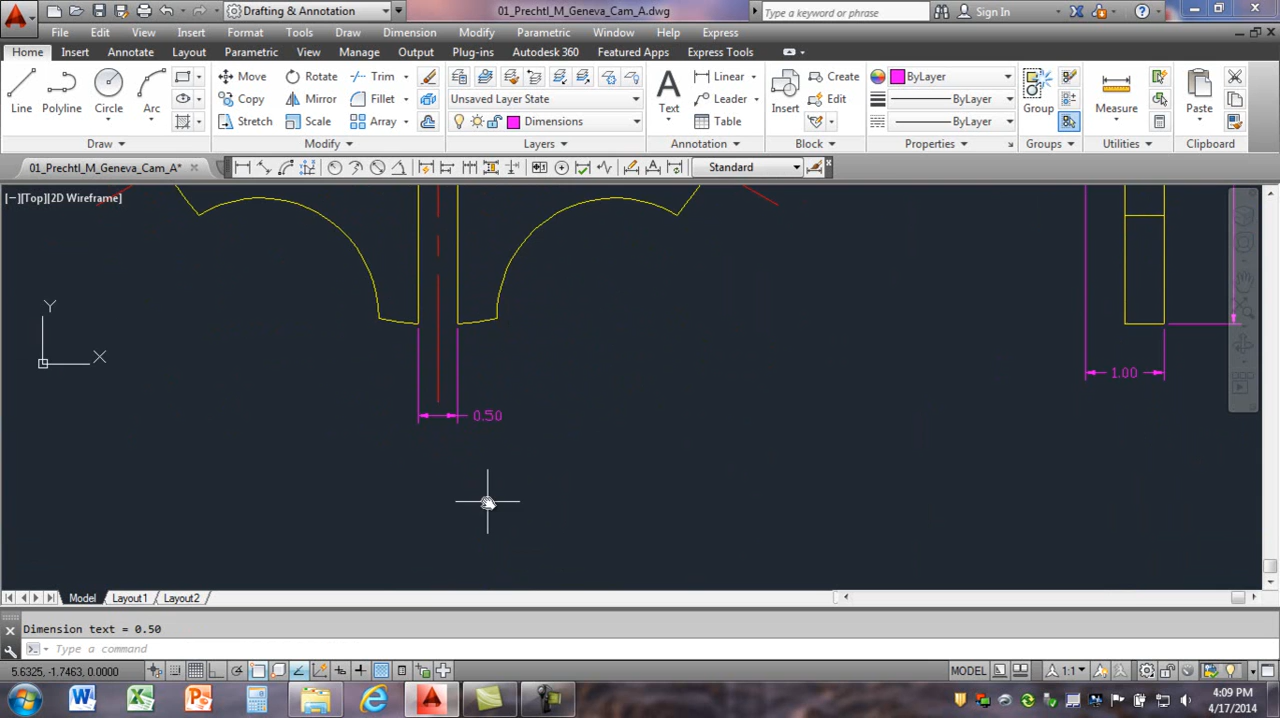 Drafting & Annotation
01_Prechtl_M_Geneva_Cam_A.dwg
Type a keyword or phrase
Sign In
File Edit View Insert Format Tools Draw Dimension Modify Parametric Window Help Express
Home Insert Annotate Layout Parametric View Manage Output Plug-ins Autodesk 360 Featured Apps Express Tools
Move Rotate Trim Linear Create ByLayer
Copy Mirror Fillet Unsaved Layer State Leader Edit ByLayer
Line Polyline Circle Arc Text Insert Group Measure Paste
Stretch Scale Array Dimensions Table ByLayer
Draw Modify Layers Annotation Block Properties Groups Utilities Clipboard
01_Prechtl_M_Geneva_Cam_A* Standard
[−][Top][2D Wireframe]
Y
X
1.00
0.50
Model Layout1 Layout2
Dimension text = 0.50
Type a command
5.6325, -1.7463, 0.0000 MODEL 1:1
4:09 PM
4/17/2014